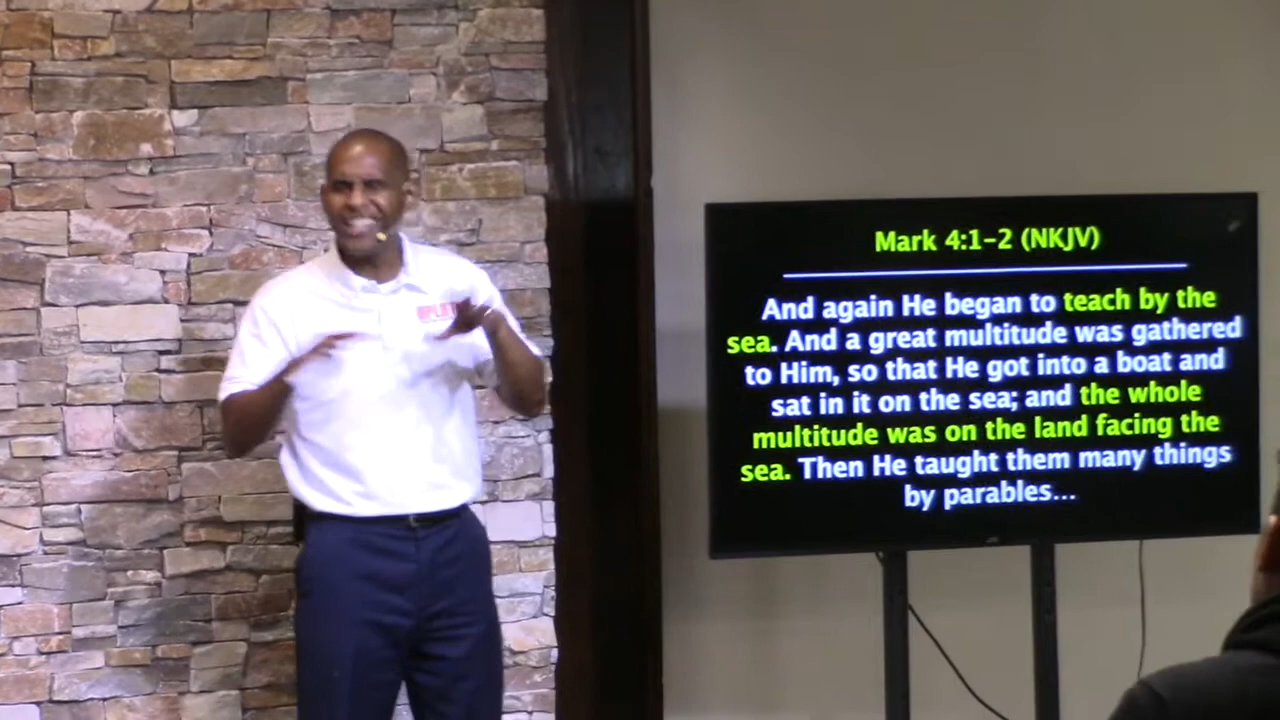 Mark 4:1-2 (NKJV)
And again He began to teach by the
sea. And a great multitude was gathered
to Him, so that He got into a boat and
sat in it on the sea; and the whole
multitude was on the land facing the
sea. Then He taught them many things
by parables...